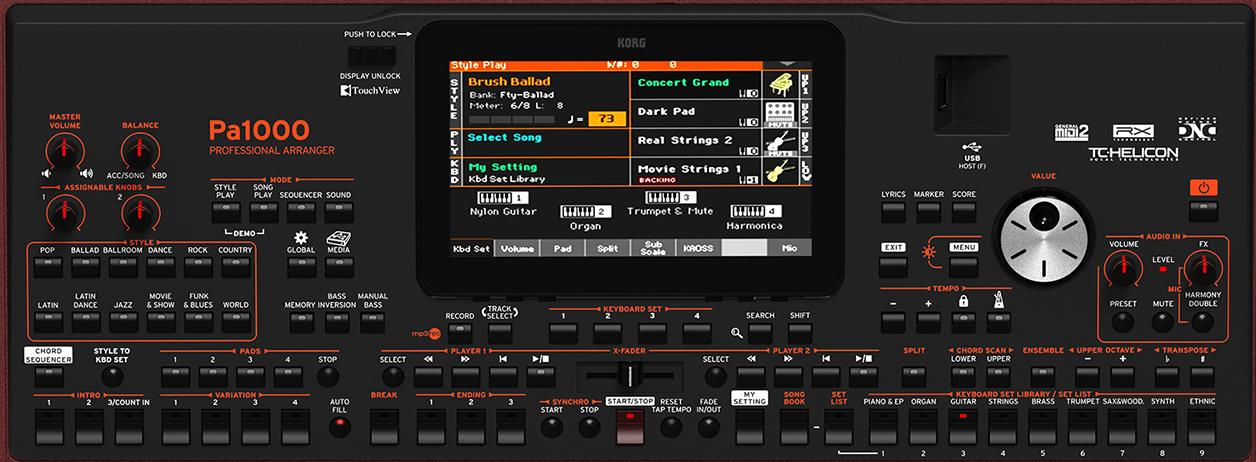 PUSH TO LOCK
KORG
DISPLAY UNLOCK
TouchView
Style Play
STYLE
Brush Ballad
Bank: Fty-Ballad
Meter: 6/8 L: 8
73
PLY
Select Song
KBD
My Setting
Kbd Set Library
Concert Grand
UP1
Dark Pad
MUTE
UP2
Real Strings 2
MUTE
UP3
Movie Strings 1
BACKING
LOW
1
Nylon Guitar
2
Organ
3
Trumpet & Mute
4
Harmonica
Kbd Set
Volume
Pad
Split
Sub Scale
KAOSS
Mic
MASTER VOLUME
BALANCE
ACC/SONG
KBD
Pa1000
PROFESSIONAL ARRANGER
ASSIGNABLE KNOBS
1
2
MODE
STYLE PLAY
SONG PLAY
SEQUENCER
SOUND
DEMO
GLOBAL
MEDIA
STYLE
POP
BALLAD
BALLROOM
DANCE
ROCK
COUNTRY
LATIN
LATIN DANCE
JAZZ
MOVIE & SHOW
FUNK & BLUES
WORLD
MEMORY
BASS INVERSION
MANUAL BASS
USB
HOST (F)
GENERAL
MIDI2
RX
TECHNOLOGY
DNC
TC·HELICON
VOCAL TECHNOLOGIES
VALUE
LYRICS
MARKER
SCORE
EXIT
MENU
TEMPO
−
+
AUDIO IN
VOLUME
LEVEL
FX
MIC
PRESET
MUTE
HARMONY DOUBLE
mp3rec
RECORD
TRACK SELECT
KEYBOARD SET
1
2
3
4
SEARCH
SHIFT
CHORD SEQUENCER
STYLE TO KBD SET
PADS
1
2
3
4
STOP
SELECT
PLAYER 1
X-FADER
SELECT
PLAYER 2
SPLIT
CHORD SCAN
LOWER
UPPER
ENSEMBLE
UPPER OCTAVE
−
+
TRANSPOSE
♭
♯
INTRO
1
2
3/COUNT IN
VARIATION
1
2
3
4
AUTO FILL
BREAK
ENDING
1
2
3
SYNCHRO
START
STOP
START/STOP
RESET
TAP TEMPO
FADE IN/OUT
MY SETTING
SONG BOOK
SET LIST
KEYBOARD SET LIBRARY / SET LIST
PIANO & EP
ORGAN
GUITAR
STRINGS
BRASS
TRUMPET
SAX&WOOD.
SYNTH
ETHNIC
1
2
3
4
5
6
7
8
9